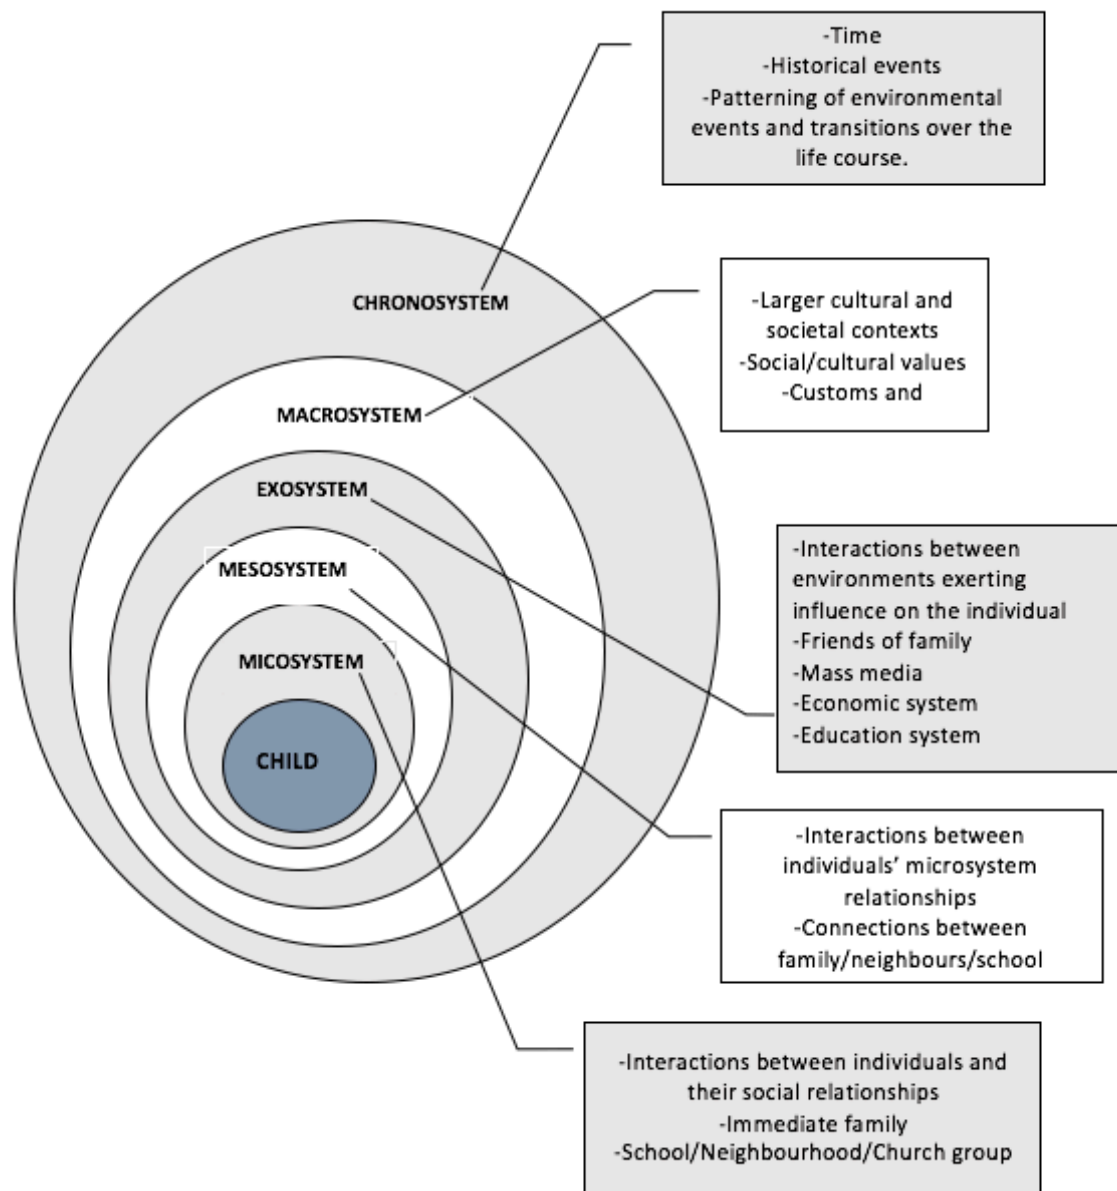 -Time
-Historical events
-Patterning of environmental
events and transitions over the
life course.
CHRONOSYSTEM
-Larger cultural and
societal contexts
-Social/cultural values
-Customs and
MACROSYSTEM
EXOSYSTEM
-Interactions between
environments exerting
influence on the individual
-Friends of family
-Mass media
-Economic system
-Education system
MESOSYSTEM
MICOSYSTEM
CHILD
-Interactions between
individuals’ microsystem
relationships
-Connections between
family/neighbours/school
-Interactions between individuals and
their social relationships
-Immediate family
-School/Neighbourhood/Church group